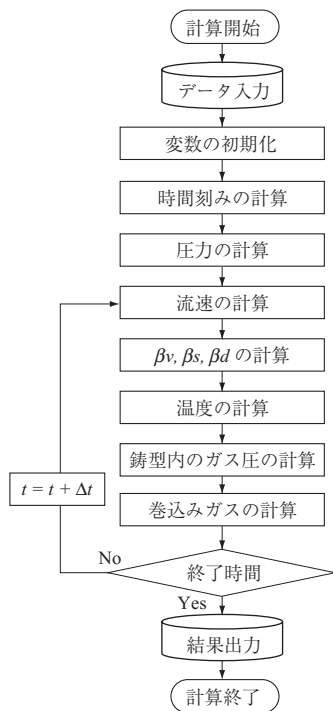 計算開始
データ入力
変数の初期化
時間刻みの計算
圧力の計算
流速の計算
βv, βs, βd の計算
温度の計算
鋳型内のガス圧の計算
t = t + Δt
巻込みガスの計算
No
終了時間
Yes
結果出力
計算終了